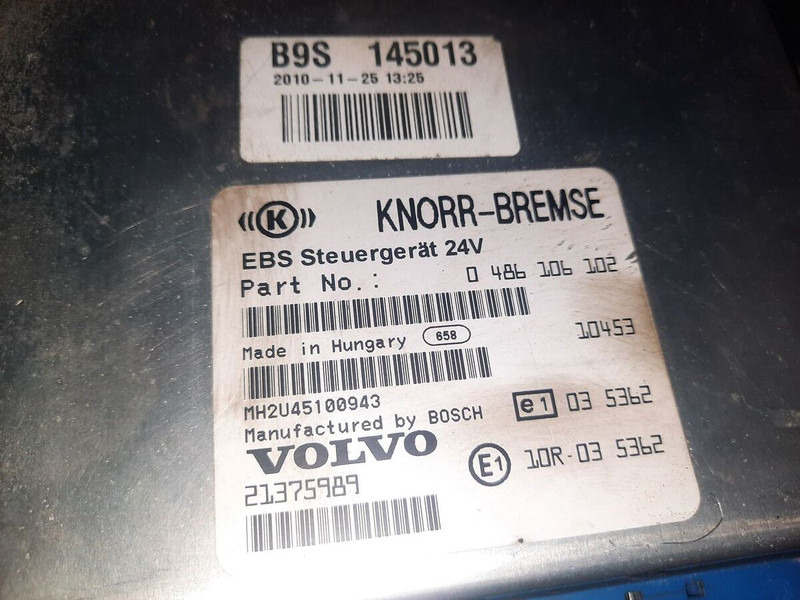 B9S 145013
2010-11-25 13:25
K KNORR-BREMSE
EBS Steuergerät 24V
Part No.: 0 486 106 102
Made in Hungary 658 10453
MH2U45100943
Manufactured by BOSCH e1 03 5362
VOLVO E1 10R-03 5362
21375989